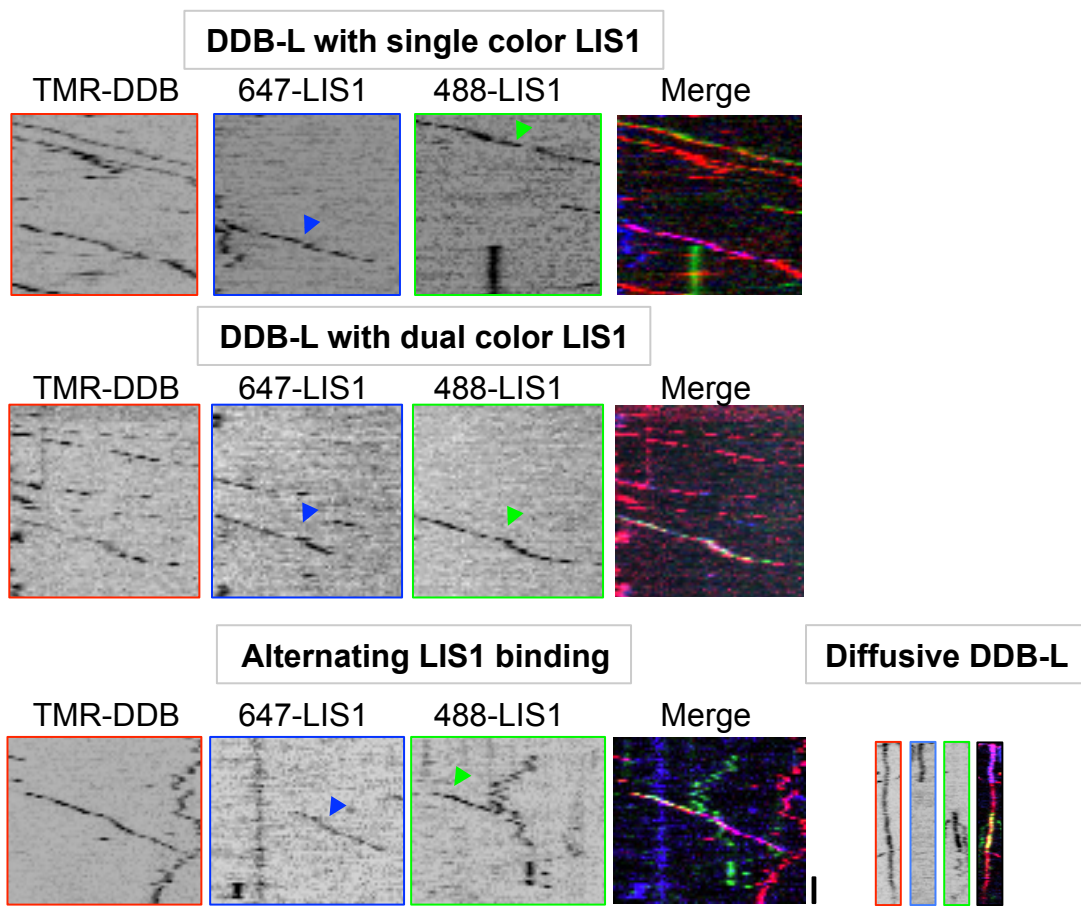 DDB-L with single color LIS1
TMR-DDB 647-LIS1 488-LIS1 Merge
DDB-L with dual color LIS1
TMR-DDB 647-LIS1 488-LIS1 Merge
Alternating LIS1 binding Diffusive DDB-L
TMR-DDB 647-LIS1 488-LIS1 Merge